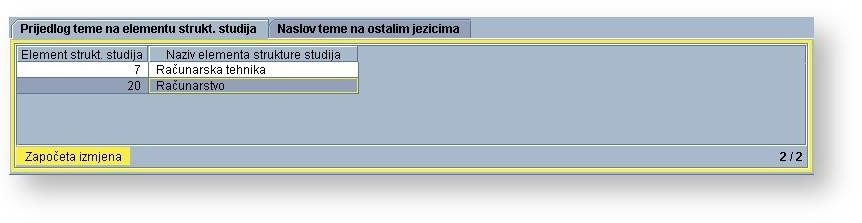 Prijedlog teme na elementu strukt. studija Naslov teme na ostalim jezicima
Element strukt. studija Naziv elementa strukture studija
7 Računarska tehnika
20 Računarstvo
Započeta izmjena 2 / 2